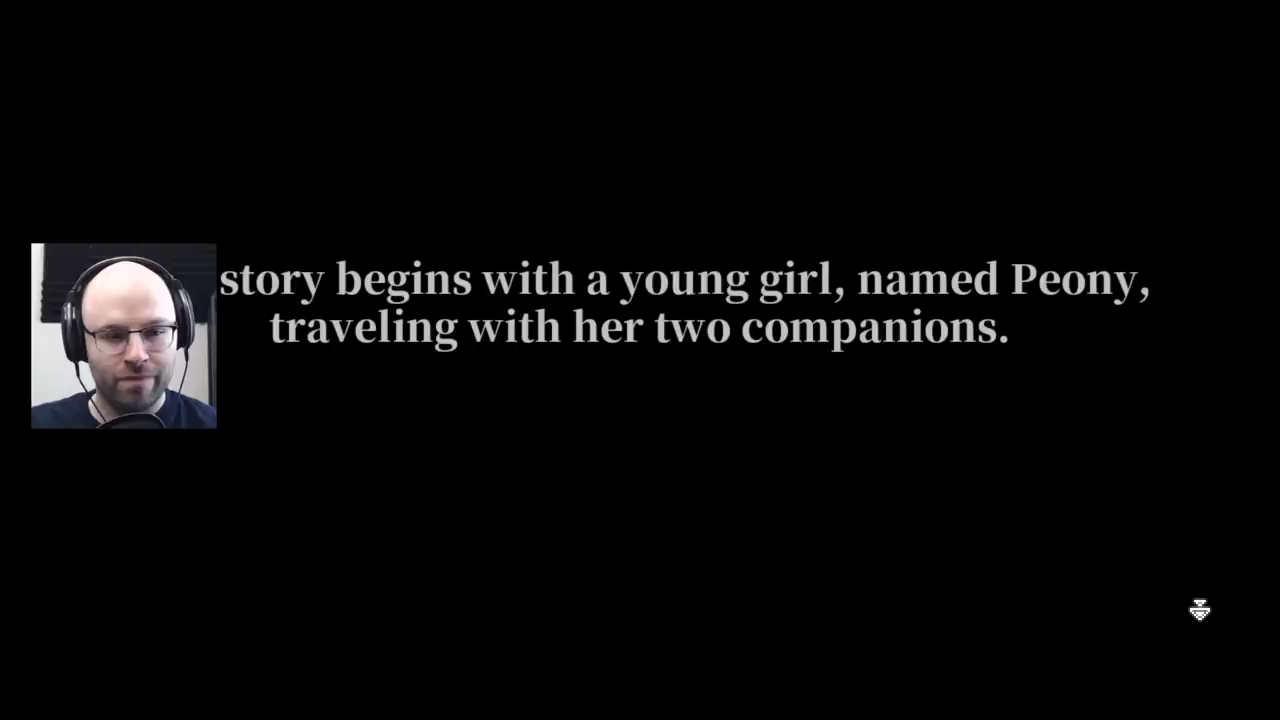 story begins with a young girl, named Peony,
traveling with her two companions.